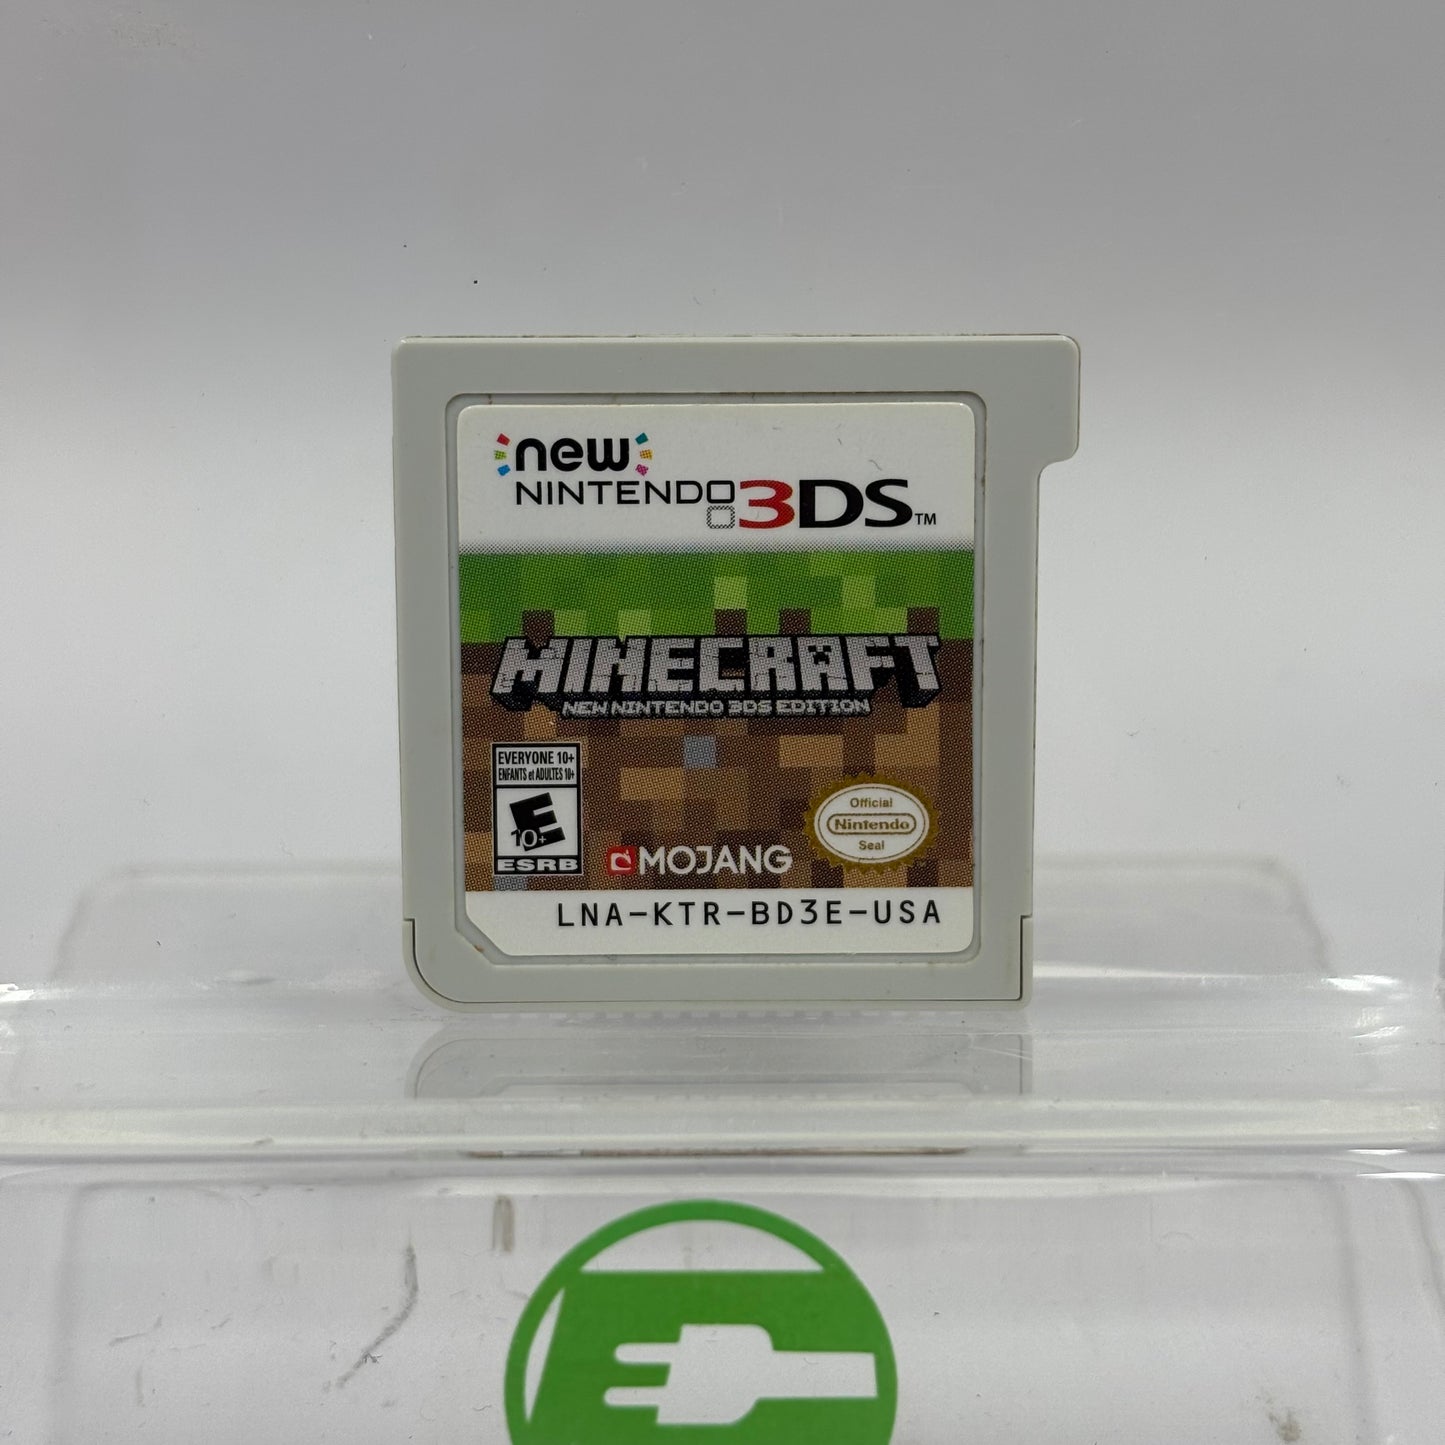 new
NINTENDO 3DS™
MINECRAFT
NEW NINTENDO 3DS EDITION
EVERYONE 10+
ENFANTS et ADULTES 10+
E
10+
ESRB
MOJANG
Official
Nintendo
Seal
LNA-KTR-BD3E-USA